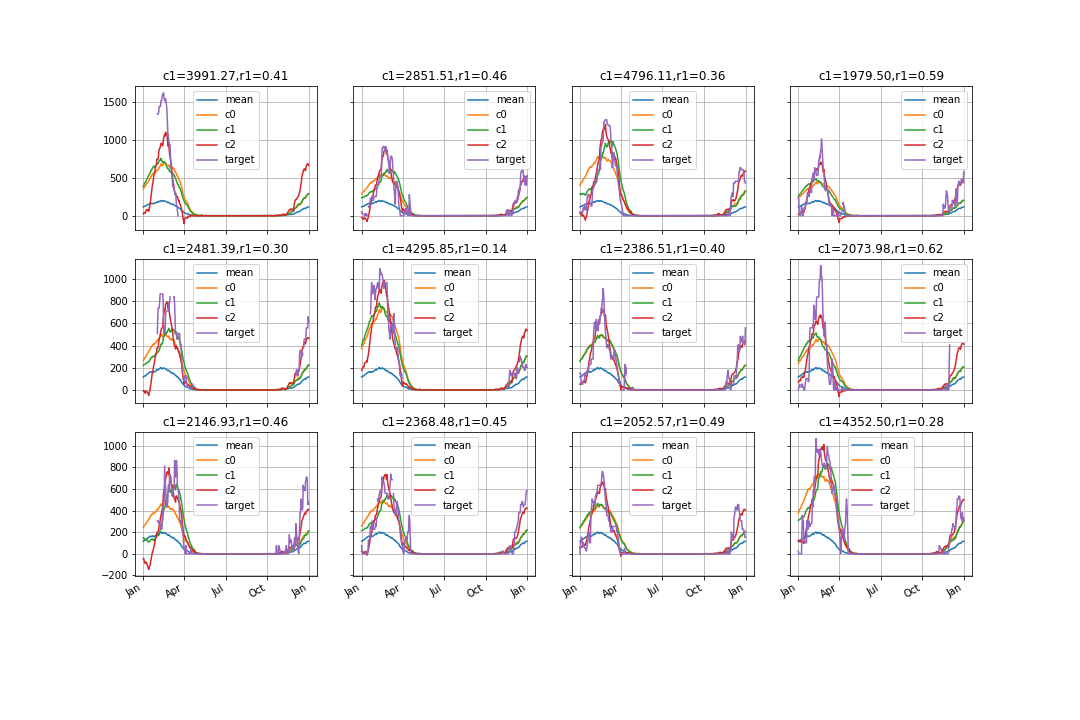 c1=3991.27,r1=0.41 c1=2851.51,r1=0.46 c1=4796.11,r1=0.36 c1=1979.50,r1=0.59
mean mean mean mean
c0 c0 c0 c0
c1 c1 c1 c1
c2 c2 c2 c2
target target target target
1500
1000
500
0
c1=2481.39,r1=0.30 c1=4295.85,r1=0.14 c1=2386.51,r1=0.40 c1=2073.98,r1=0.62
mean mean mean mean
c0 c0 c0 c0
c1 c1 c1 c1
c2 c2 c2 c2
target target target target
1000
800
600
400
200
0
c1=2146.93,r1=0.46 c1=2368.48,r1=0.45 c1=2052.57,r1=0.49 c1=4352.50,r1=0.28
mean mean mean mean
c0 c0 c0 c0
c1 c1 c1 c1
c2 c2 c2 c2
target target target target
1000
800
600
400
200
0
−200
Jan Apr Jul Oct Jan Jan Apr Jul Oct Jan Jan Apr Jul Oct Jan Jan Apr Jul Oct Jan